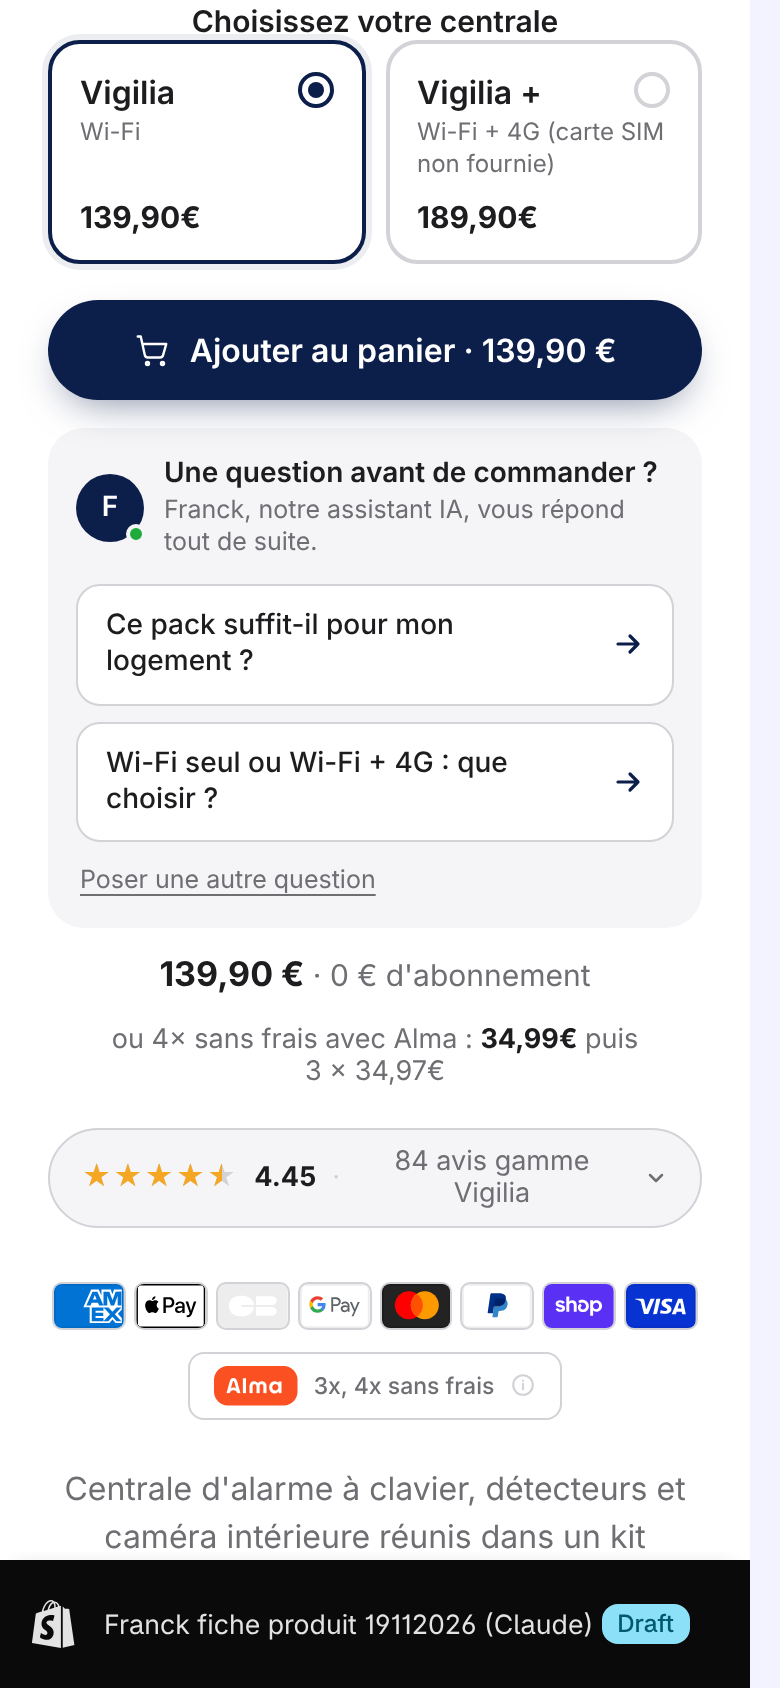 Choisissez votre centrale
Vigilia
Wi-Fi
139,90€
Vigilia +
Wi-Fi + 4G (carte SIM
non fournie)
189,90€
Ajouter au panier · 139,90 €
F
Une question avant de commander ?
Franck, notre assistant IA, vous répond
tout de suite.
Ce pack suffit-il pour mon
logement ?
Wi-Fi seul ou Wi-Fi + 4G : que
choisir ?
Poser une autre question
139,90 € · 0 € d'abonnement
ou 4× sans frais avec Alma : 34,99€ puis
3 × 34,97€
4.45 · 84 avis gamme
Vigilia
AMEX
Pay
CB
G Pay
shop
VISA
Alma 3x, 4x sans frais
Centrale d'alarme à clavier, détecteurs et
caméra intérieure réunis dans un kit
Franck fiche produit 19112026 (Claude) Draft